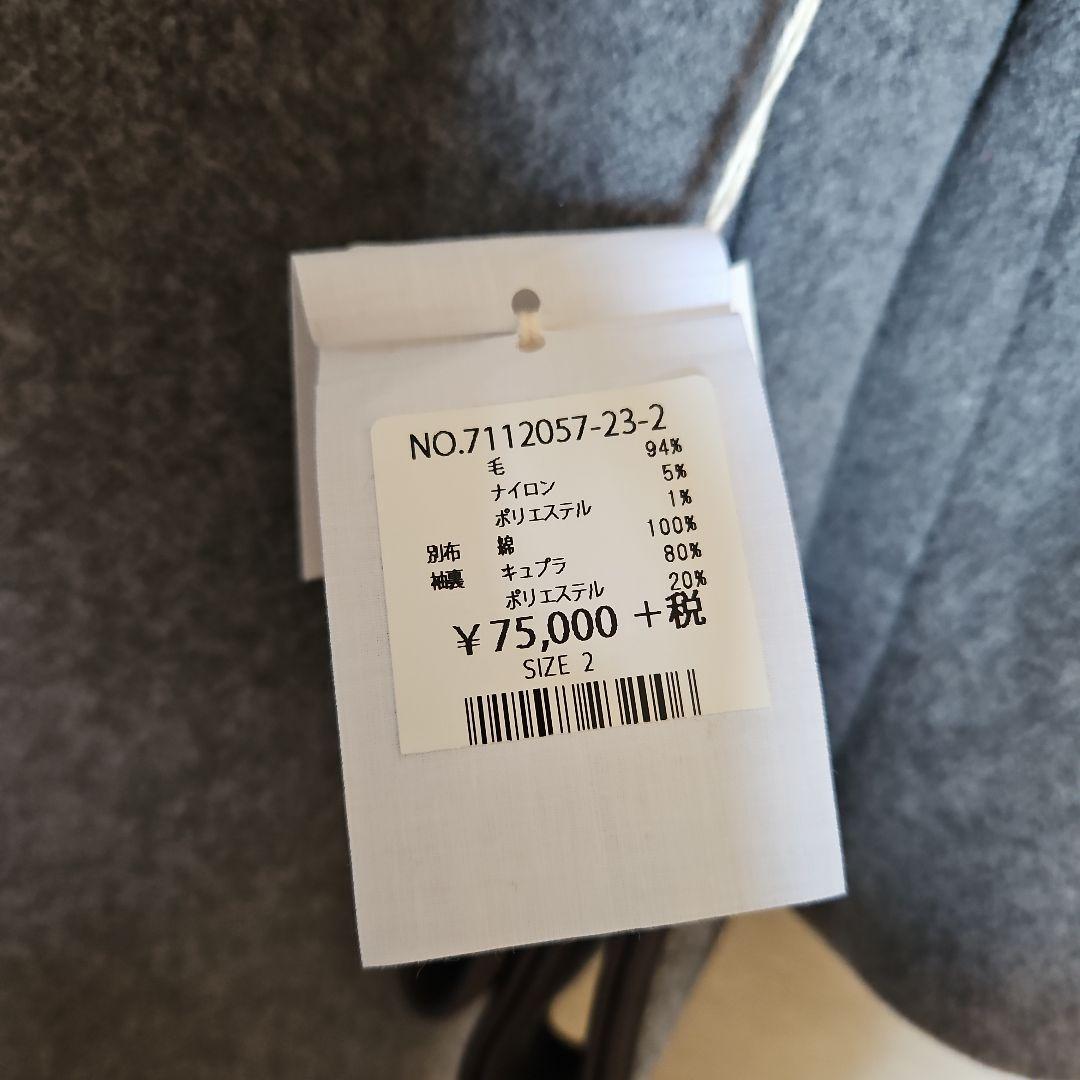 NO.7112057-23-2
毛 94%
ナイロン 5%
ポリエステル 1%
別布 綿 100%
袖裏 キュプラ 80%
ポリエステル 20%
¥75,000 +税
SIZE 2